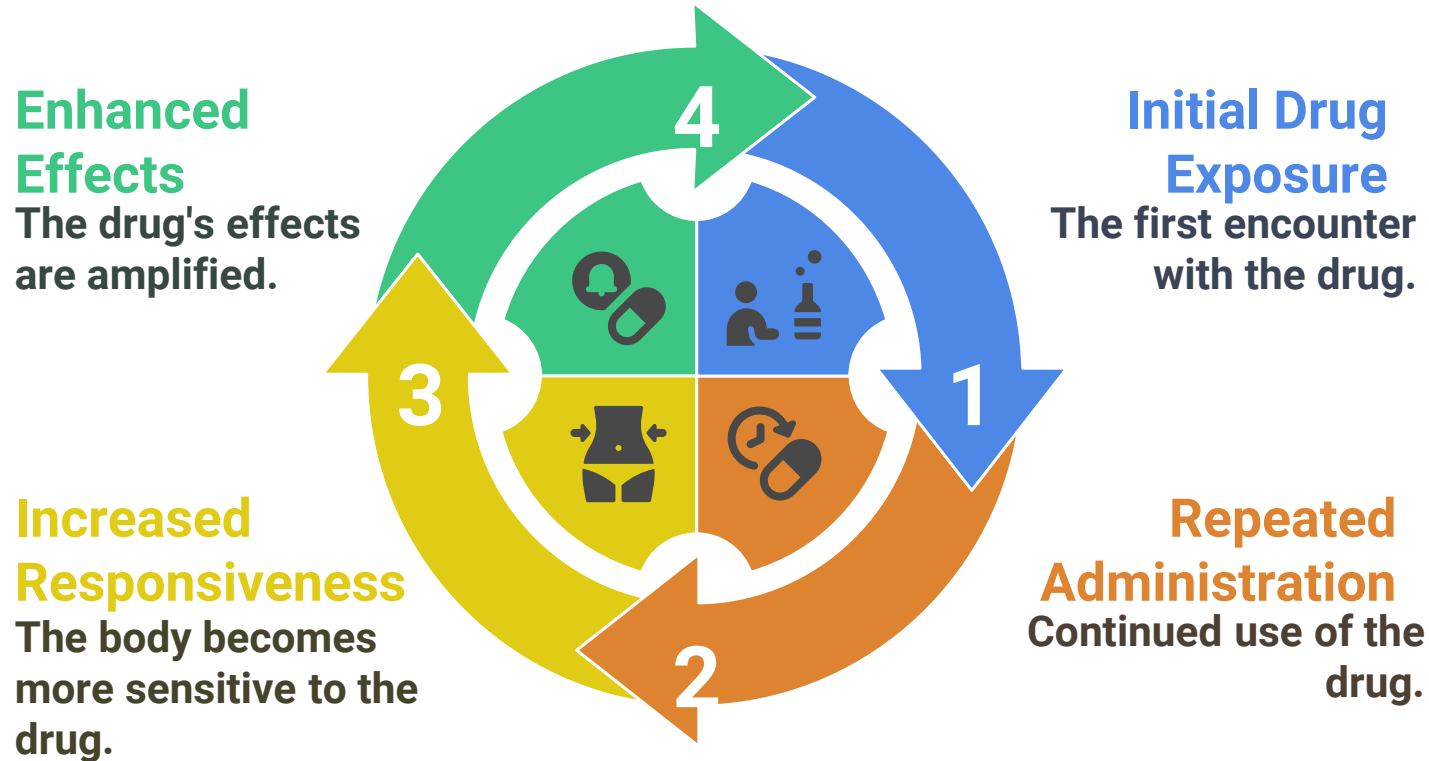 4
Enhanced
Effects
The drug's effects
are amplified.
Initial Drug
Exposure
The first encounter
with the drug.
3
1
Increased
Responsiveness
The body becomes
more sensitive to the
drug.
Repeated
Administration
Continued use of the
drug.
2